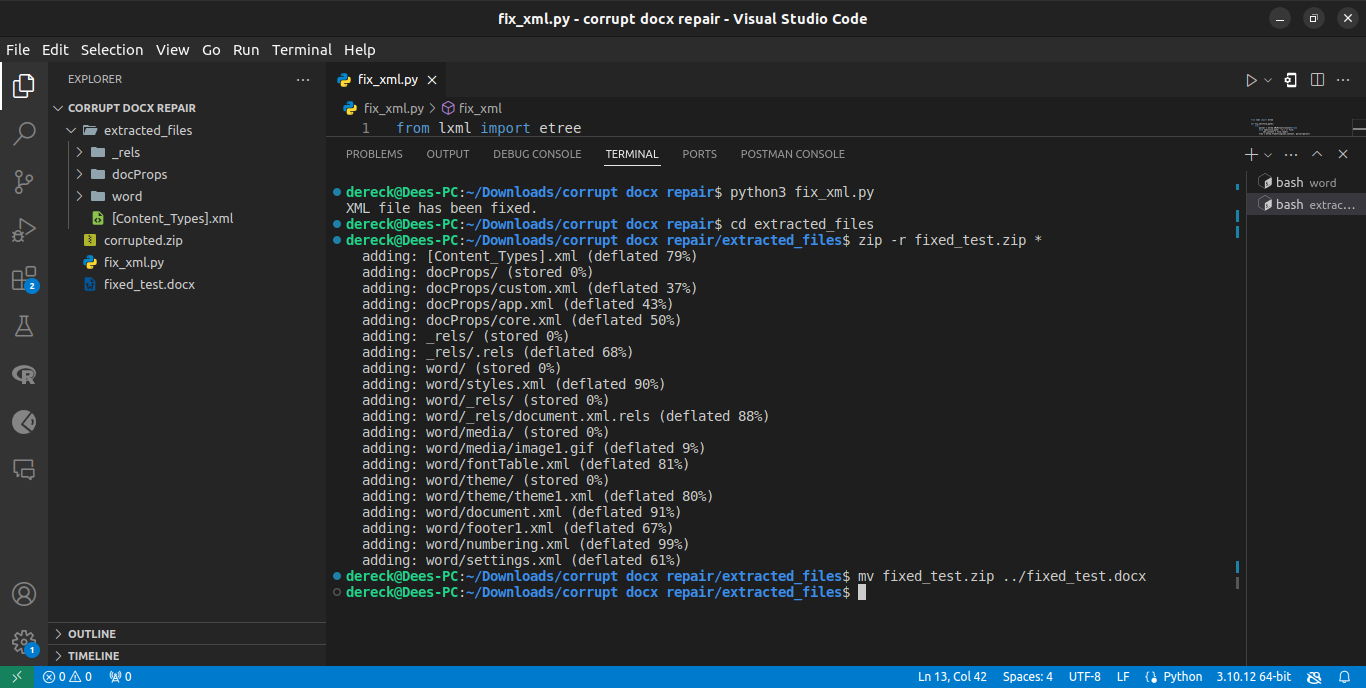 fix_xml.py - corrupt docx repair - Visual Studio Code
File Edit Selection View Go Run Terminal Help
EXPLORER
CORRUPT DOCX REPAIR
extracted_files
_rels
docProps
word
[Content_Types].xml
corrupted.zip
fix_xml.py
fixed_test.docx
OUTLINE
TIMELINE
2
1
fix_xml.py
fix_xml.py > fix_xml
1 from lxml import etree
PROBLEMS OUTPUT DEBUG CONSOLE TERMINAL PORTS POSTMAN CONSOLE
dereck@Dees-PC:~/Downloads/corrupt docx repair$ python3 fix_xml.py
XML file has been fixed.
dereck@Dees-PC:~/Downloads/corrupt docx repair$ cd extracted_files
dereck@Dees-PC:~/Downloads/corrupt docx repair/extracted_files$ zip -r fixed_test.zip *
adding: [Content_Types].xml (deflated 79%)
adding: docProps/ (stored 0%)
adding: docProps/custom.xml (deflated 37%)
adding: docProps/app.xml (deflated 43%)
adding: docProps/core.xml (deflated 50%)
adding: _rels/ (stored 0%)
adding: _rels/.rels (deflated 68%)
adding: word/ (stored 0%)
adding: word/styles.xml (deflated 90%)
adding: word/_rels/ (stored 0%)
adding: word/_rels/document.xml.rels (deflated 88%)
adding: word/media/ (stored 0%)
adding: word/media/image1.gif (deflated 9%)
adding: word/fontTable.xml (deflated 81%)
adding: word/theme/ (stored 0%)
adding: word/theme/theme1.xml (deflated 80%)
adding: word/document.xml (deflated 91%)
adding: word/footer1.xml (deflated 67%)
adding: word/numbering.xml (deflated 99%)
adding: word/settings.xml (deflated 61%)
dereck@Dees-PC:~/Downloads/corrupt docx repair/extracted_files$ mv fixed_test.zip ../fixed_test.docx
dereck@Dees-PC:~/Downloads/corrupt docx repair/extracted_files$
bash word
bash extrac...
0 0 0 Ln 13, Col 42 Spaces: 4 UTF-8 LF Python 3.10.12 64-bit